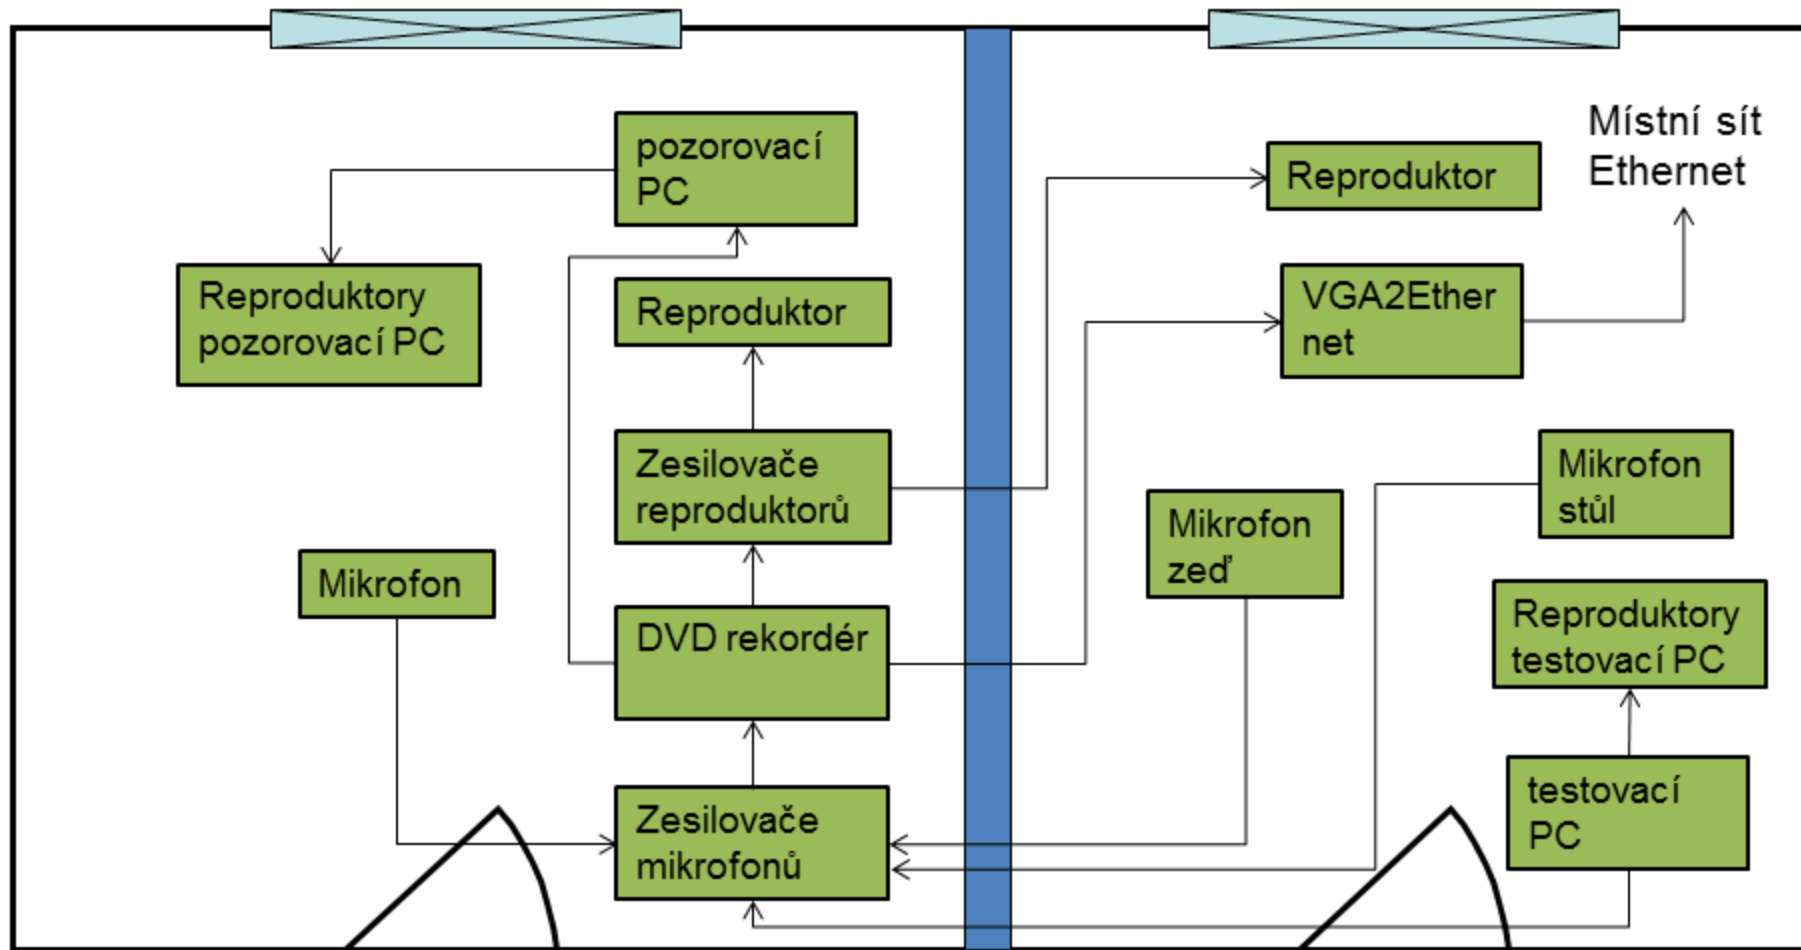 pozorovací
PC
Reproduktory
pozorovací PC
Reproduktor
Zesilovače
reproduktorů
Mikrofon
DVD rekordér
Zesilovače
mikrofonů
Místní sít
Ethernet
Reproduktor
VGA2Ether
net
Mikrofon
stůl
Mikrofon
zeď
Reproduktory
testovací PC
testovací
PC